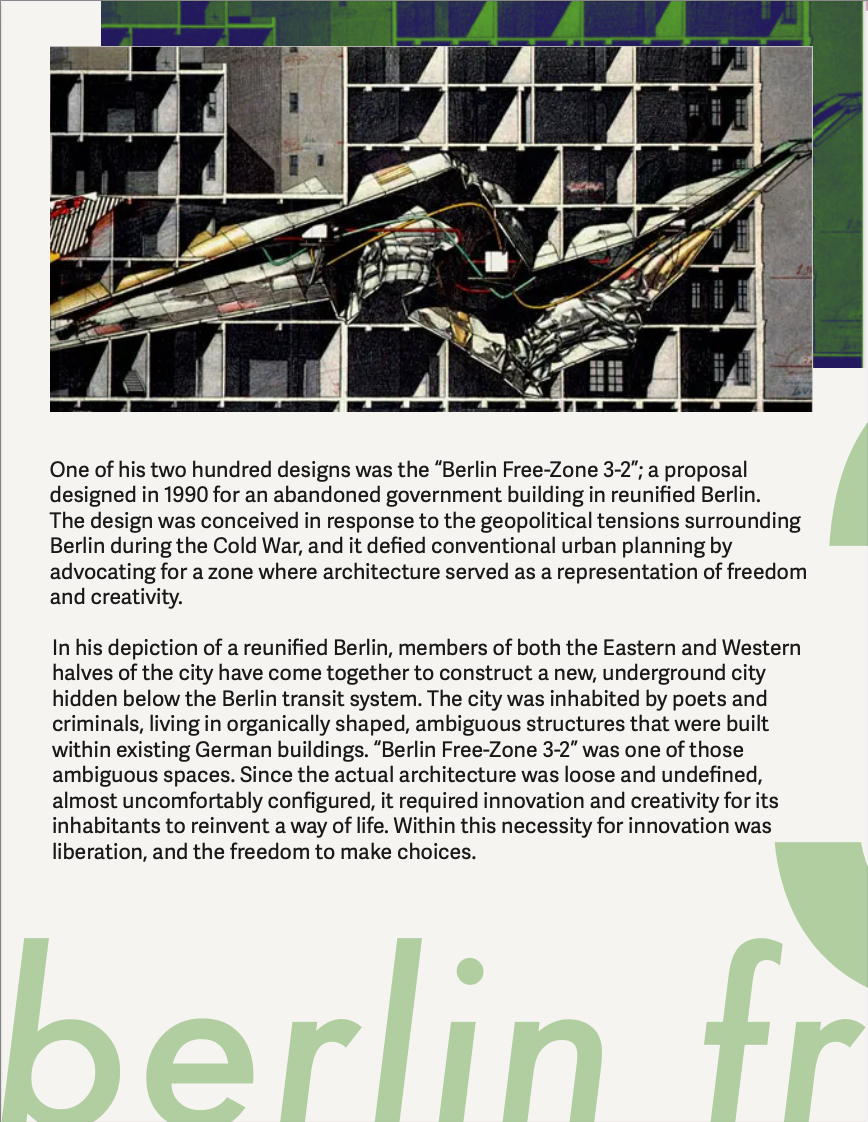 One of his two hundred designs was the “Berlin Free-Zone 3-2”; a proposal
designed in 1990 for an abandoned government building in reunified Berlin.
The design was conceived in response to the geopolitical tensions surrounding
Berlin during the Cold War, and it defied conventional urban planning by
advocating for a zone where architecture served as a representation of freedom
and creativity.
In his depiction of a reunified Berlin, members of both the Eastern and Western
halves of the city have come together to construct a new, underground city
hidden below the Berlin transit system. The city was inhabited by poets and
criminals, living in organically shaped, ambiguous structures that were built
within existing German buildings. “Berlin Free-Zone 3-2” was one of those
ambiguous spaces. Since the actual architecture was loose and undefined,
almost uncomfortably configured, it required innovation and creativity for its
inhabitants to reinvent a way of life. Within this necessity for innovation was
liberation, and the freedom to make choices.
berlin fr